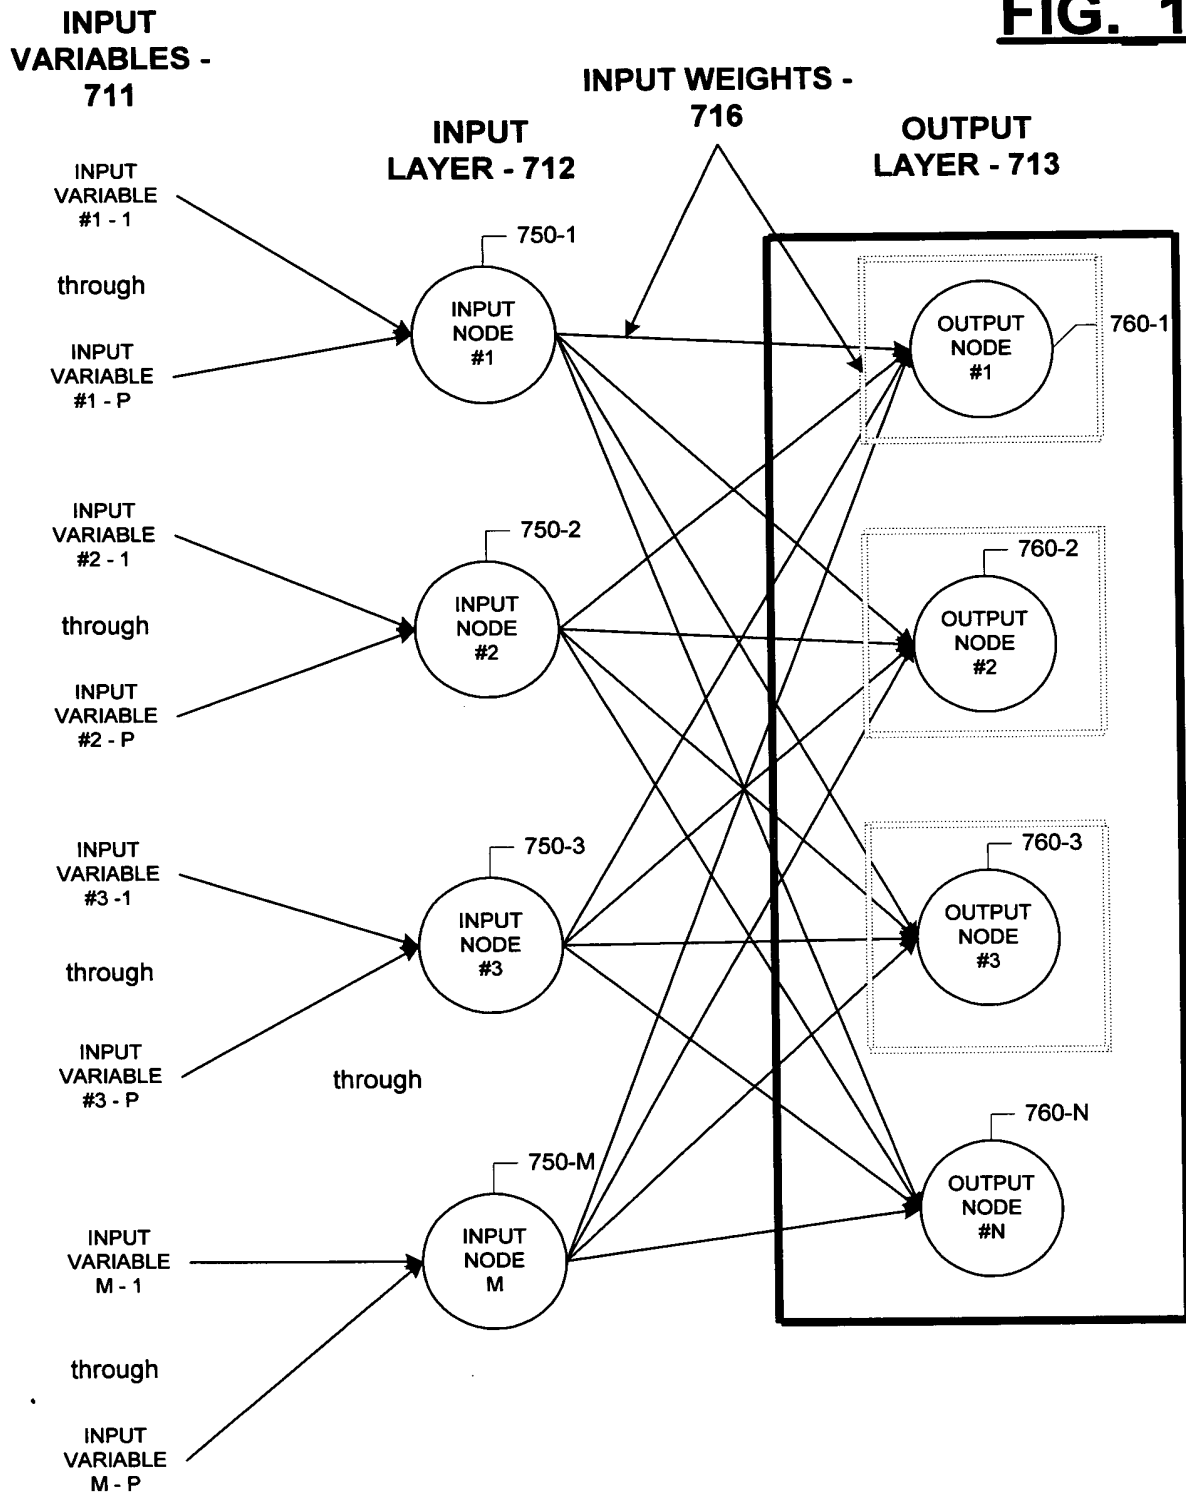 FIG. 1
INPUT
VARIABLES -
711
INPUT WEIGHTS -
716
INPUT
LAYER - 712
OUTPUT
LAYER - 713
INPUT
VARIABLE
#1 - 1
through
INPUT
VARIABLE
#1 - P
750-1
INPUT
NODE
#1
OUTPUT
NODE
#1
760-1
INPUT
VARIABLE
#2 - 1
through
INPUT
VARIABLE
#2 - P
750-2
INPUT
NODE
#2
760-2
OUTPUT
NODE
#2
INPUT
VARIABLE
#3 -1
through
INPUT
VARIABLE
#3 - P
750-3
INPUT
NODE
#3
760-3
OUTPUT
NODE
#3
through
750-M
INPUT
NODE
M
760-N
OUTPUT
NODE
#N
INPUT
VARIABLE
M - 1
through
INPUT
VARIABLE
M - P